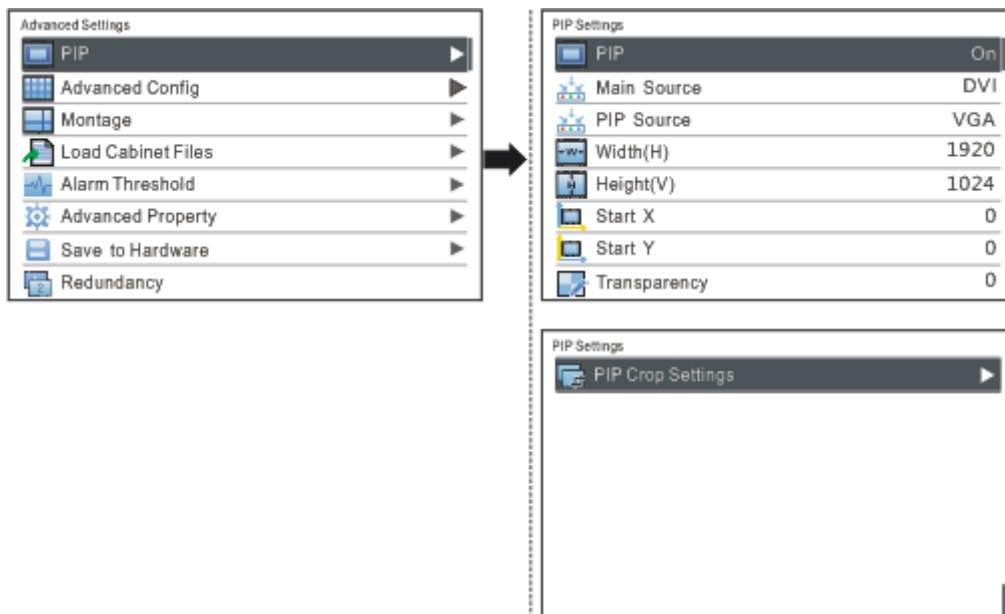 Advanced Settings
PIP
Advanced Config
Montage
Load Cabinet Files
Alarm Threshold
Advanced Property
Save to Hardware
Redundancy
PIP Settings
PIP On
Main Source DVI
PIP Source VGA
Width(H) 1920
Height(V) 1024
Start X 0
Start Y 0
Transparency 0
PIP Settings
PIP Crop Settings